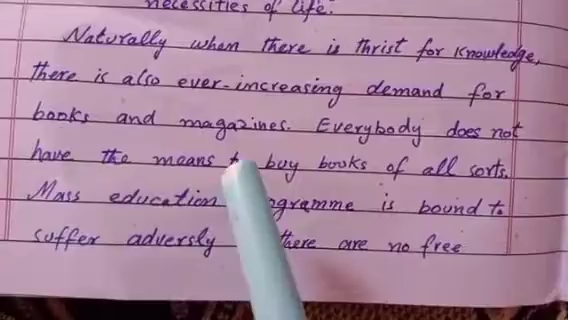 necessities of life.
Naturally when there is thrist for knowledge,
there is also ever-increasing demand for
books and magazines. Everybody does not
have the means to buy books of all sorts.
Mass education is bound to
suffer adversly there are no free